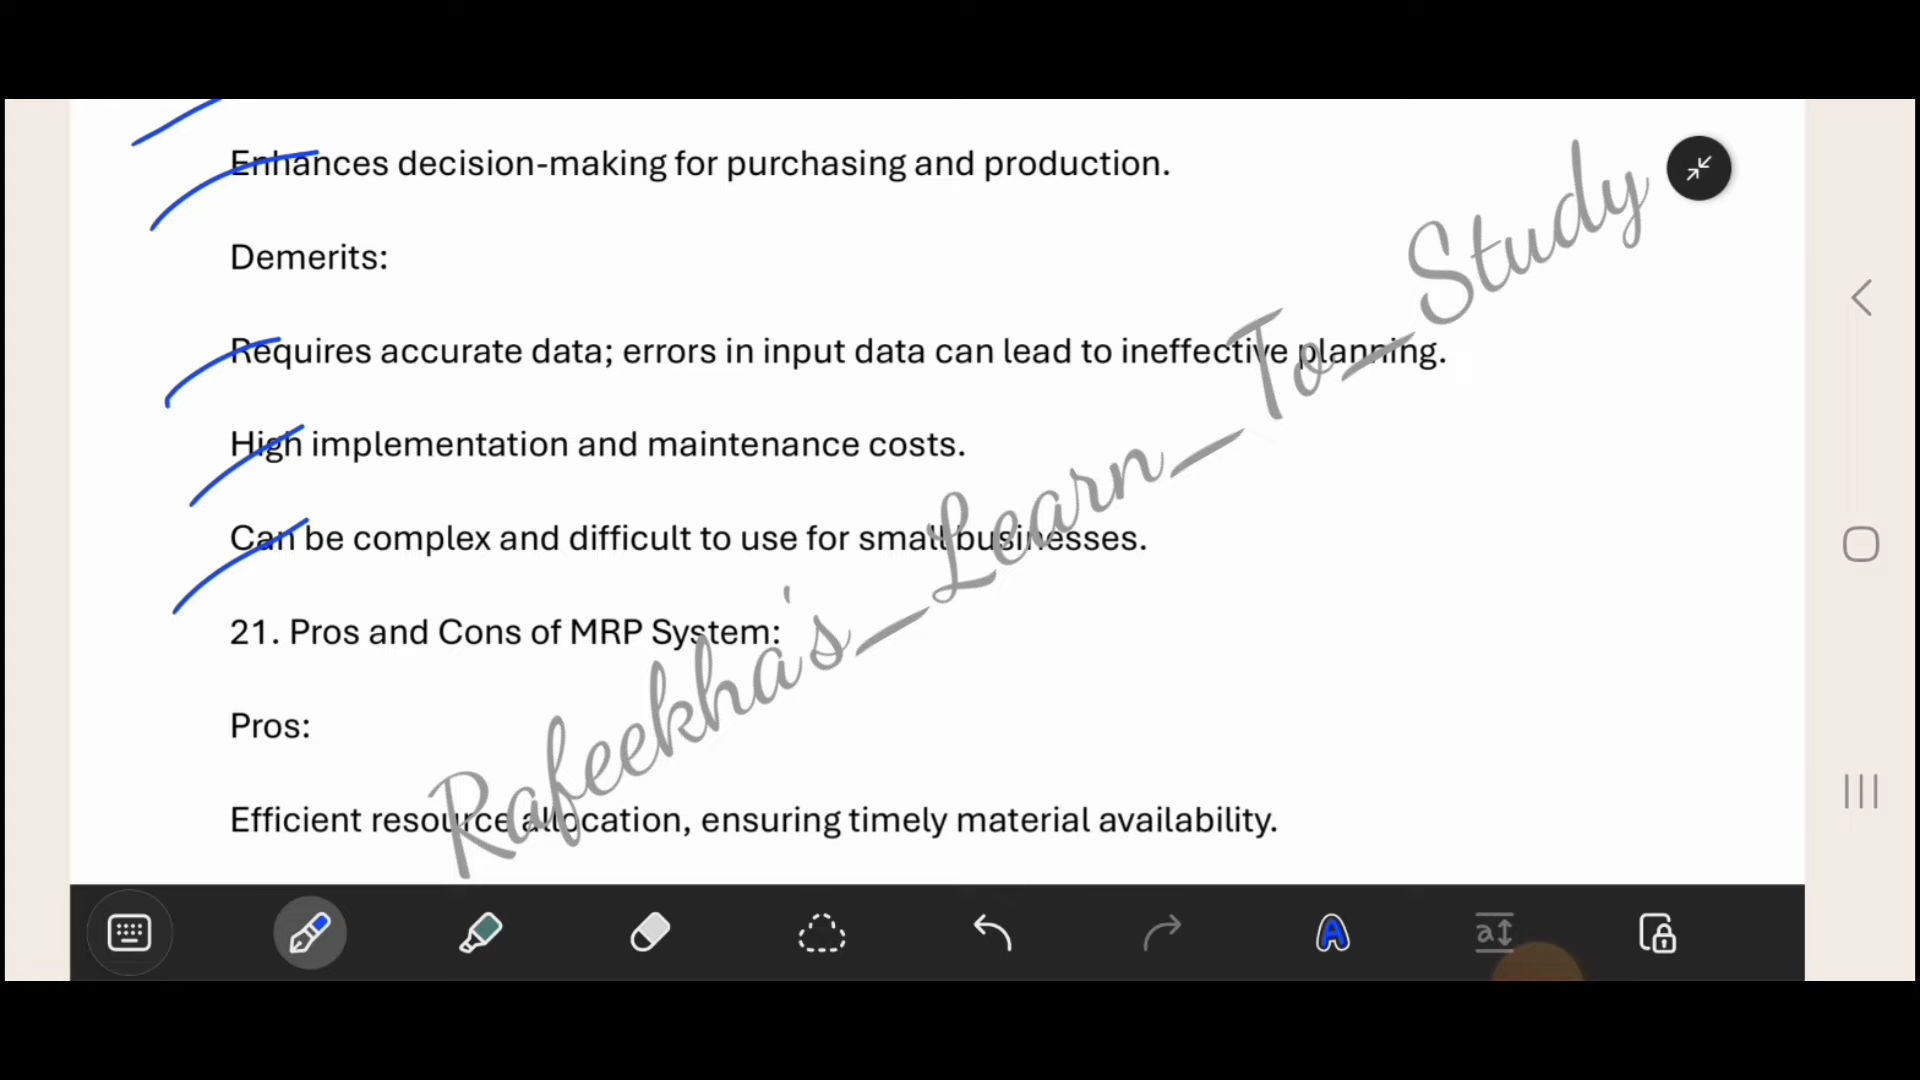 Enhances decision-making for purchasing and production.
Demerits:
Requires accurate data; errors in input data can lead to ineffective planning.
High implementation and maintenance costs.
Can be complex and difficult to use for small businesses.
21. Pros and Cons of MRP System:
Pros:
Efficient resource allocation, ensuring timely material availability.
Rafeekha's_Learn_To_Study
A
a